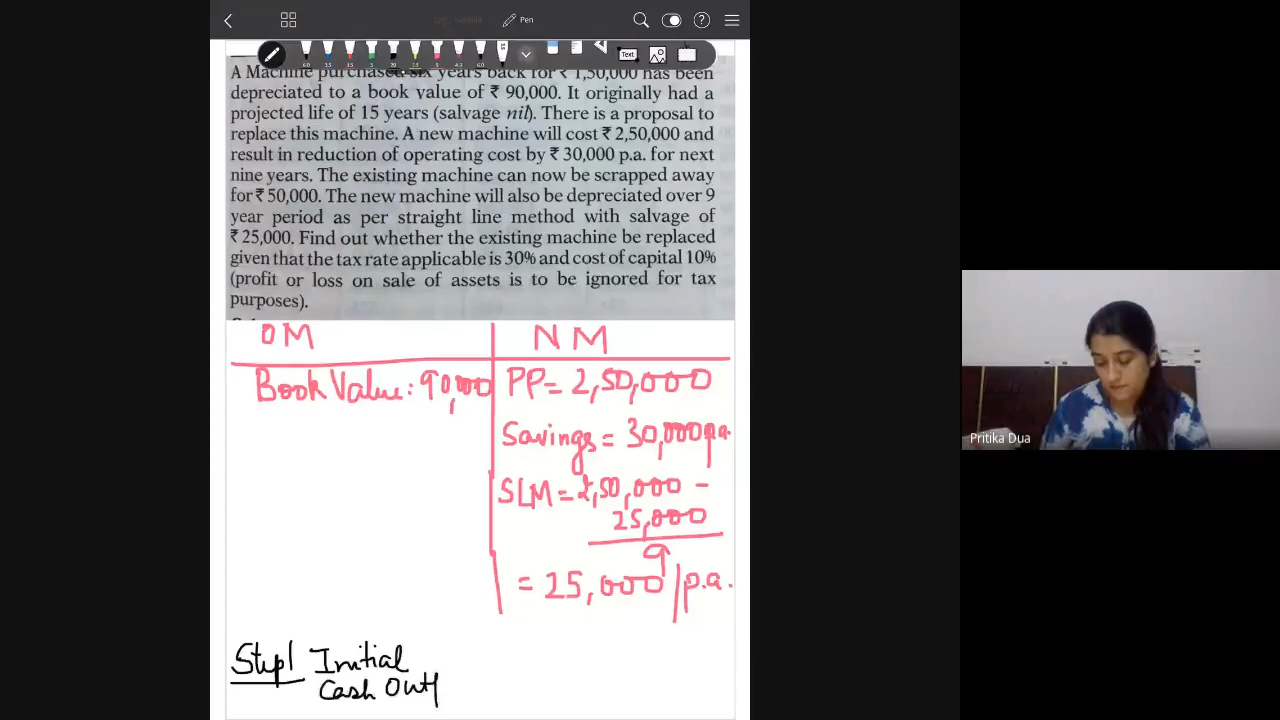 Pen
Text
A Machine purchased six years back for ₹ 1,50,000 has been
depreciated to a book value of ₹ 90,000. It originally had a
projected life of 15 years (salvage nil). There is a proposal to
replace this machine. A new machine will cost ₹ 2,50,000 and
result in reduction of operating cost by ₹ 30,000 p.a. for next
nine years. The existing machine can now be scrapped away
for ₹ 50,000. The new machine will also be depreciated over 9
year period as per straight line method with salvage of
₹ 25,000. Find out whether the existing machine be replaced
given that the tax rate applicable is 30% and cost of capital 10%
(profit or loss on sale of assets is to be ignored for tax
purposes).
OM
Book Value: 90,000
NM
PP = 2,50,000
Savings = 30,000 p.a.
SLM = 2,50,000 -
25,000
9
= 25,000/p.a.
Step 1 Initial
Cash Outf
Pritika Dua